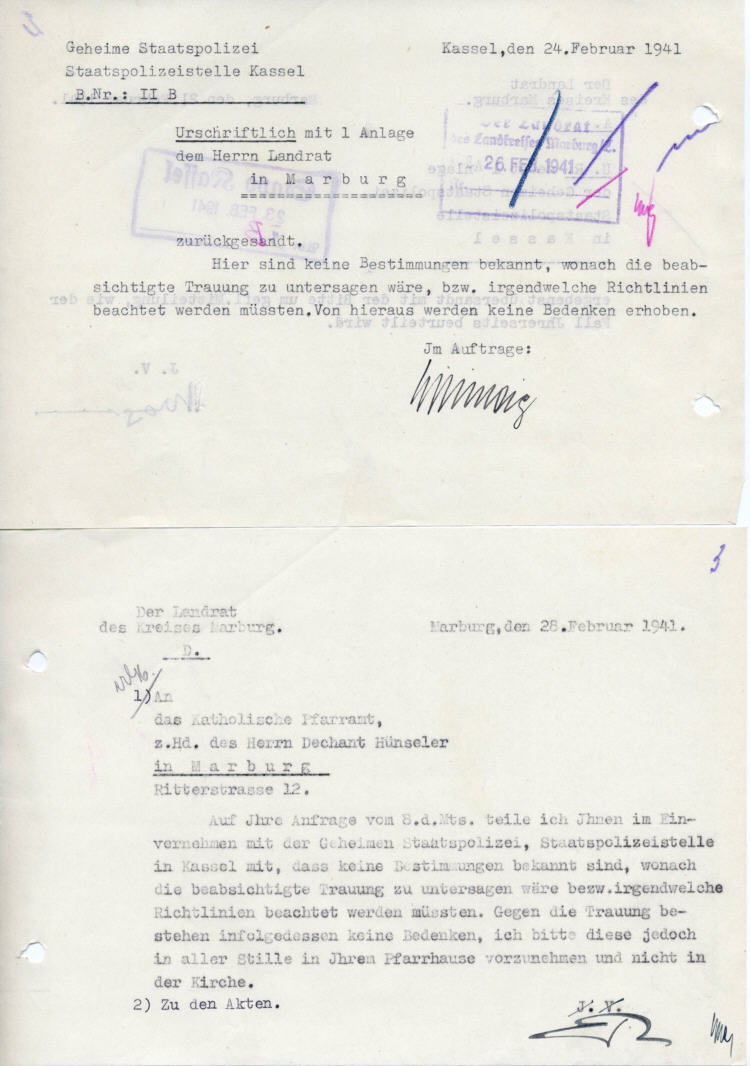 Geheime Staatspolizei
Staatspolizeistelle Kassel
B.Nr.: II B
Kassel,den 24.Februar 1941
Urschriftlich mit 1 Anlage
dem Herrn Landrat
in Marburg
Der Landrat
des Landkreises Marburg
26. FEB. 1941
zurückgesandt.
Hier sind keine Bestimmungen bekannt, wonach die beab-
sichtigte Trauung zu untersagen wäre, bzw. irgendwelche Richtlinien
beachtet werden müssten.Von hieraus werden keine Bedenken erhoben.
Jm Auftrage:
3
Der Landrat
des Kreises Marburg.
D.
Marburg,den 28.Februar 1941.
1)An
das Katholische Pfarramt,
z.Hd. des Herrn Dechant Hünseler
in Marburg
Ritterstrasse 12.
Auf Jhre Anfrage vom 8.d.Mts. teile ich Jhnen im Ein-
vernehmen mit der Geheimen Staatspolizei, Staatspolizeistelle
in Kassel mit, dass keine Bestimmungen bekannt sind, wonach
die beabsichtigte Trauung zu untersagen wäre bezw.irgendwelche
Richtlinien beachtet werden müssten. Gegen die Trauung be-
stehen infolgedessen keine Bedenken, ich bitte diese jedoch
in aller Stille in Jhrem Pfarrhause vorzunehmen und nicht in
der Kirche.
2) Zu den Akten.
J. V.